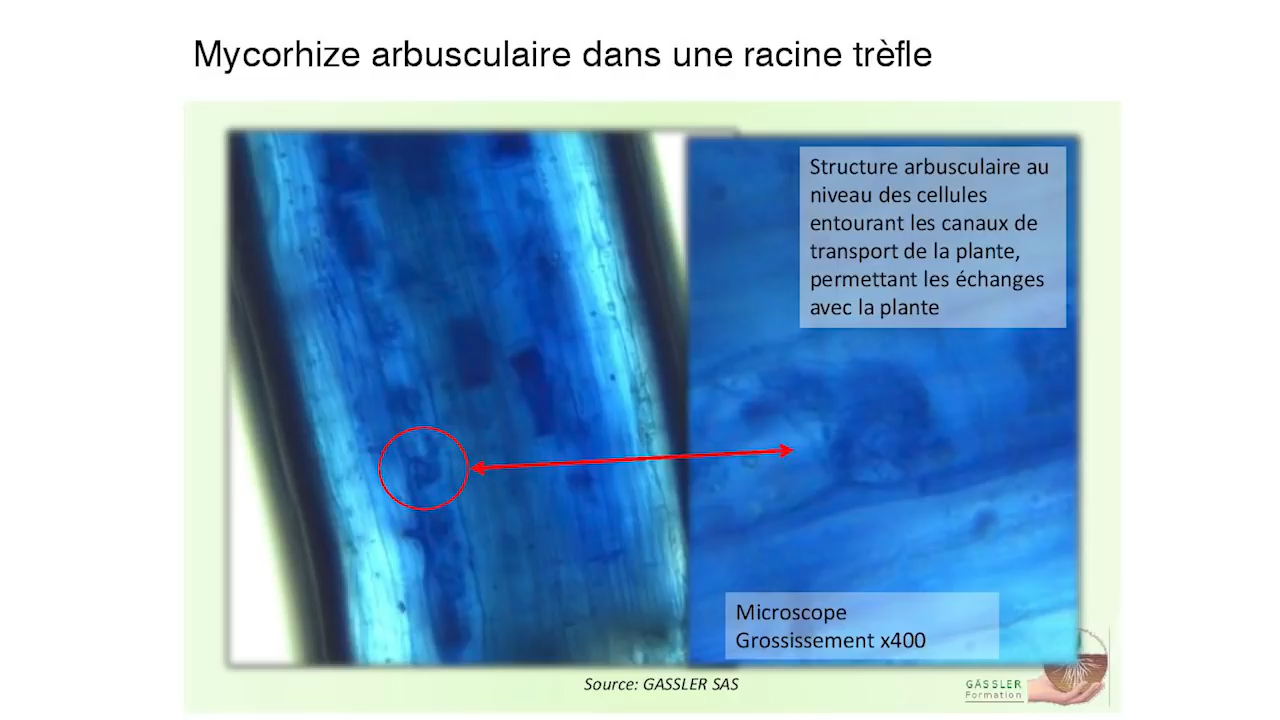 Mycorhize arbusculaire dans une racine trèfle
Structure arbusculaire au
niveau des cellules
entourant les canaux de
transport de la plante,
permettant les échanges
avec la plante
Microscope
Grossissement x400
Source: GASSLER SAS
GÄSSLER
Formation